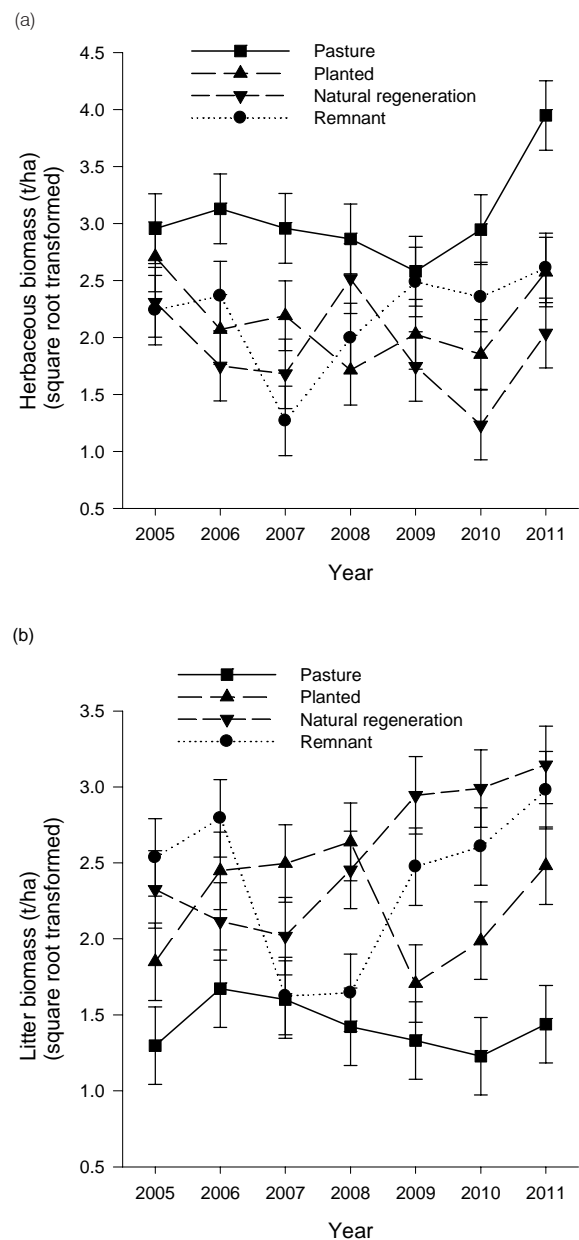 (a)
Pasture
Planted
Natural regeneration
Remnant
4.5
4.0
3.5
3.0
2.5
2.0
1.5
1.0
0.5
Herbaceous biomass (t/ha)
(square root transformed)
2005 2006 2007 2008 2009 2010 2011
Year
(b)
Pasture
Planted
Natural regeneration
Remnant
3.5
3.0
2.5
2.0
1.5
1.0
0.5
Litter biomass (t/ha)
(square root transformed)
2005 2006 2007 2008 2009 2010 2011
Year